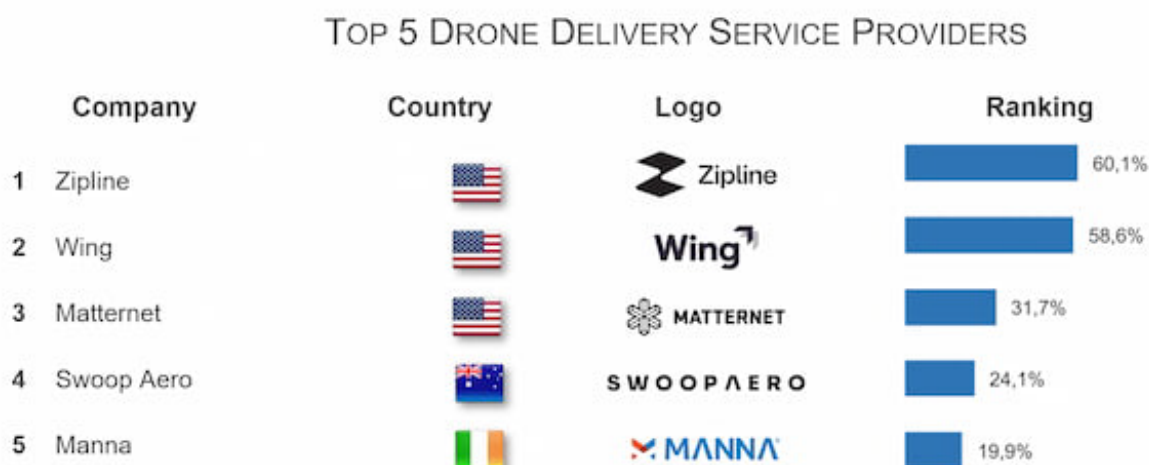 TOP 5 DRONE DELIVERY SERVICE PROVIDERS
Company Country Logo Ranking
1 Zipline Zipline 60,1%
2 Wing Wing 58,6%
3 Matternet MATTERNET 31,7%
4 Swoop Aero SWOOPAERO 24,1%
5 Manna MANNA 19,9%